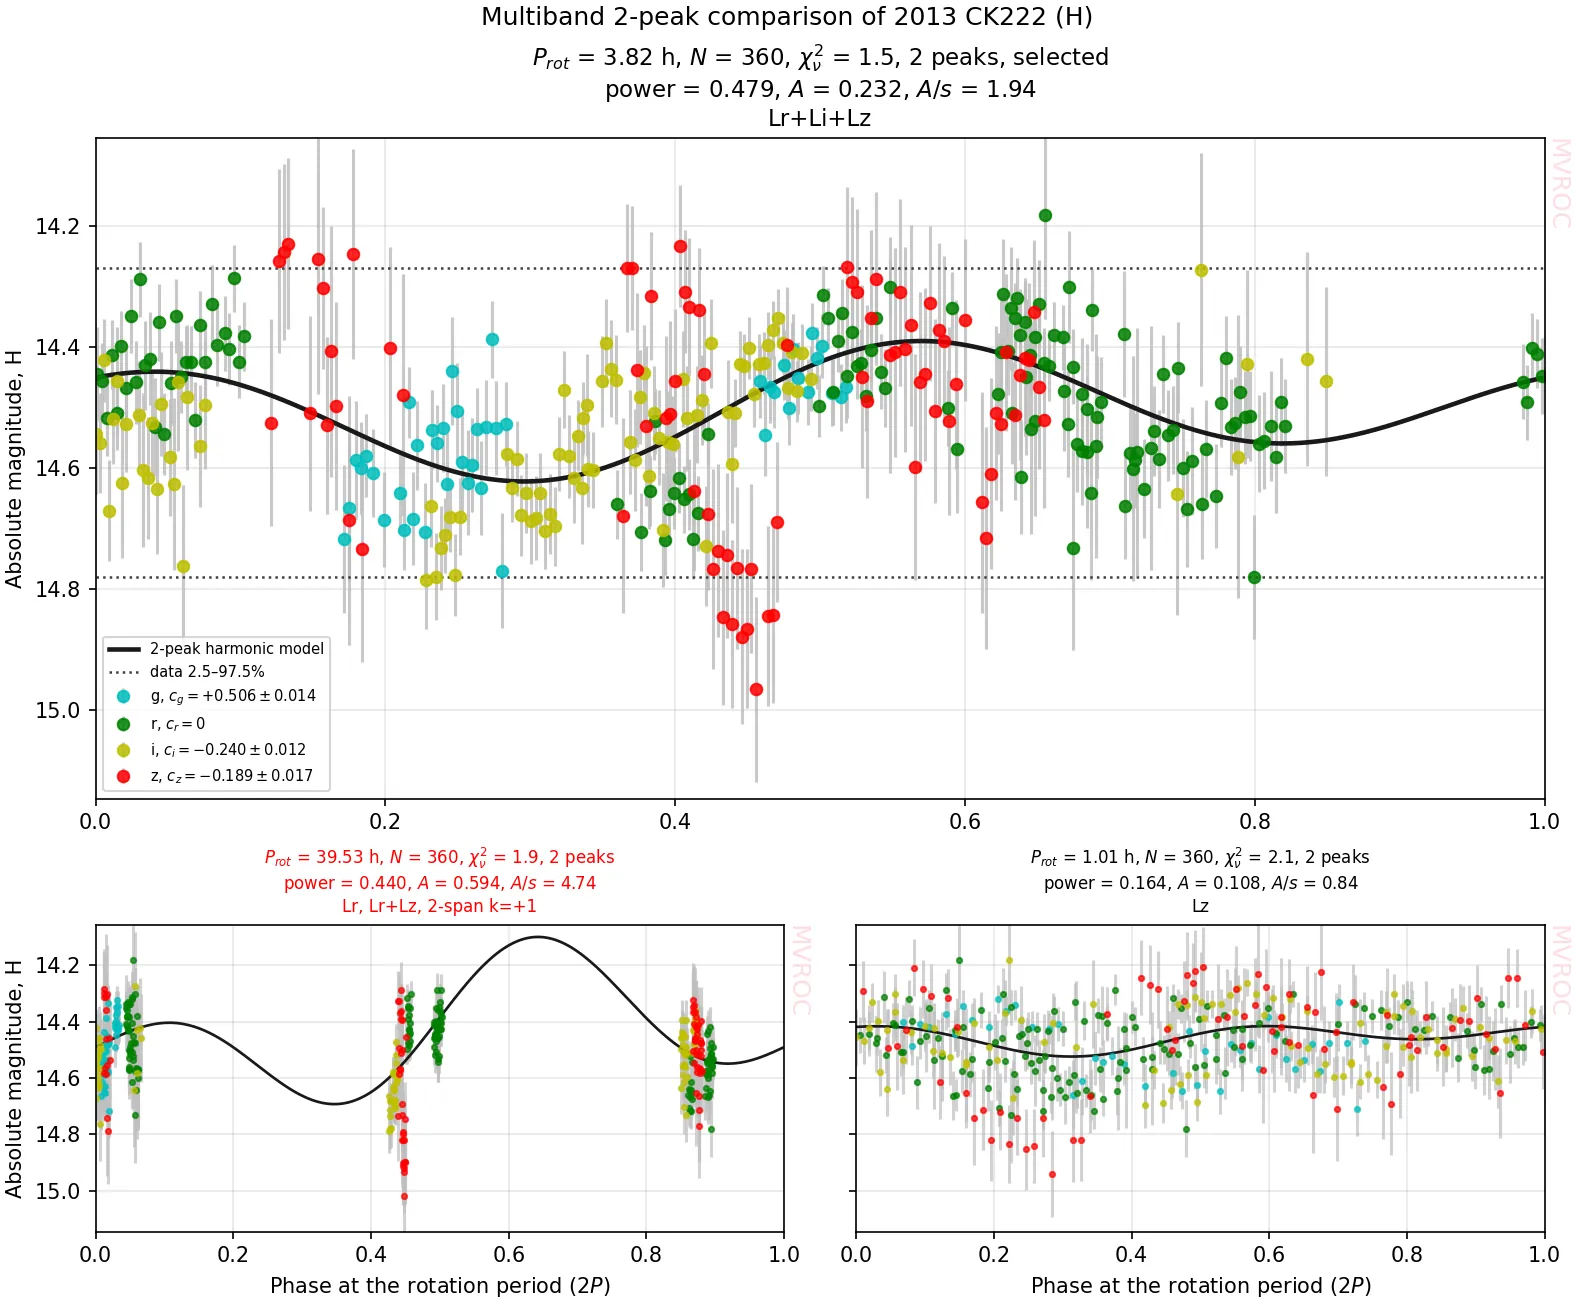 Multiband 2-peak comparison of 2013 CK222 (H)
P_rot = 3.82 h, N = 360, χ²_ν = 1.5, 2 peaks, selected
power = 0.479, A = 0.232, A/s = 1.94
Lr+Li+Lz
MVROC
Absolute magnitude, H
14.2
14.4
14.6
14.8
15.0
2-peak harmonic model
data 2.5–97.5%
g, c_g = +0.506 ± 0.014
r, c_r = 0
i, c_i = −0.240 ± 0.012
z, c_z = −0.189 ± 0.017
0.0 0.2 0.4 0.6 0.8 1.0
P_rot = 39.53 h, N = 360, χ²_ν = 1.9, 2 peaks
power = 0.440, A = 0.594, A/s = 4.74
Lr, Lr+Lz, 2-span k=+1
MVROC
Absolute magnitude, H
14.2
14.4
14.6
14.8
15.0
0.0 0.2 0.4 0.6 0.8 1.0
Phase at the rotation period (2P)
P_rot = 1.01 h, N = 360, χ²_ν = 2.1, 2 peaks
power = 0.164, A = 0.108, A/s = 0.84
Lz
MVROC
0.0 0.2 0.4 0.6 0.8 1.0
Phase at the rotation period (2P)